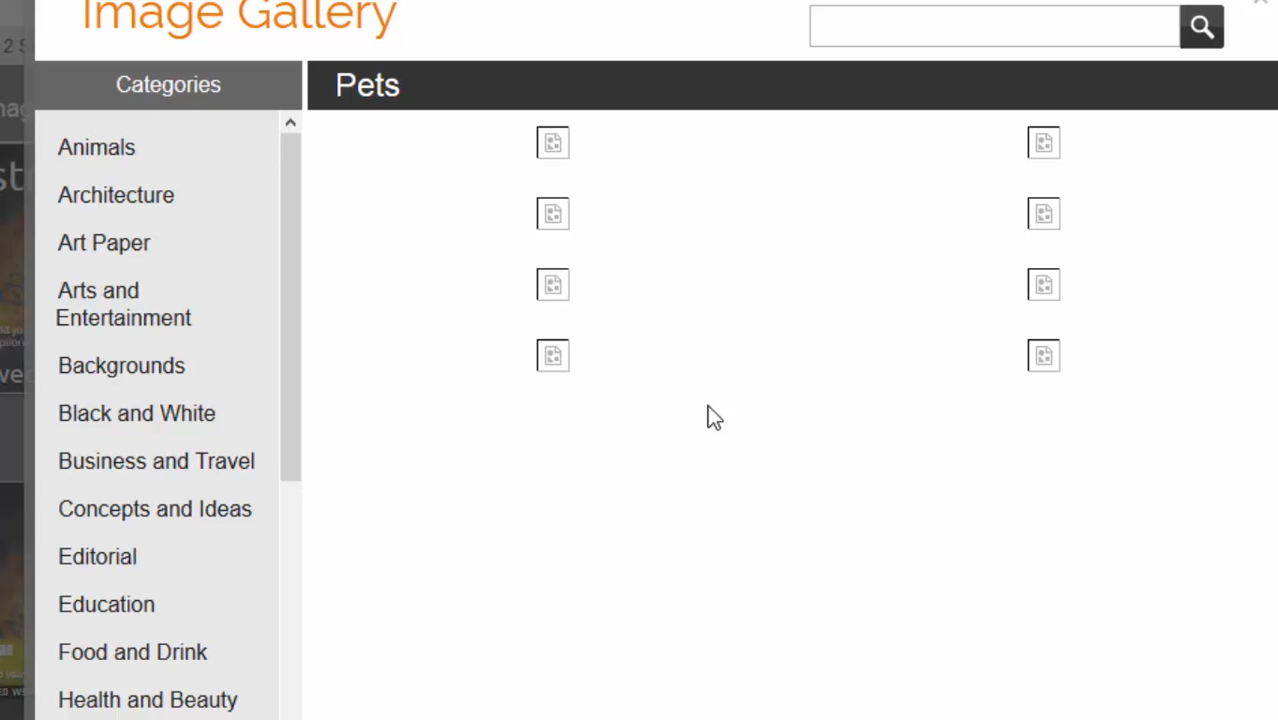 Image Gallery
Categories
Pets
Animals
Architecture
Art Paper
Arts and
Entertainment
Backgrounds
Black and White
Business and Travel
Concepts and Ideas
Editorial
Education
Food and Drink
Health and Beauty